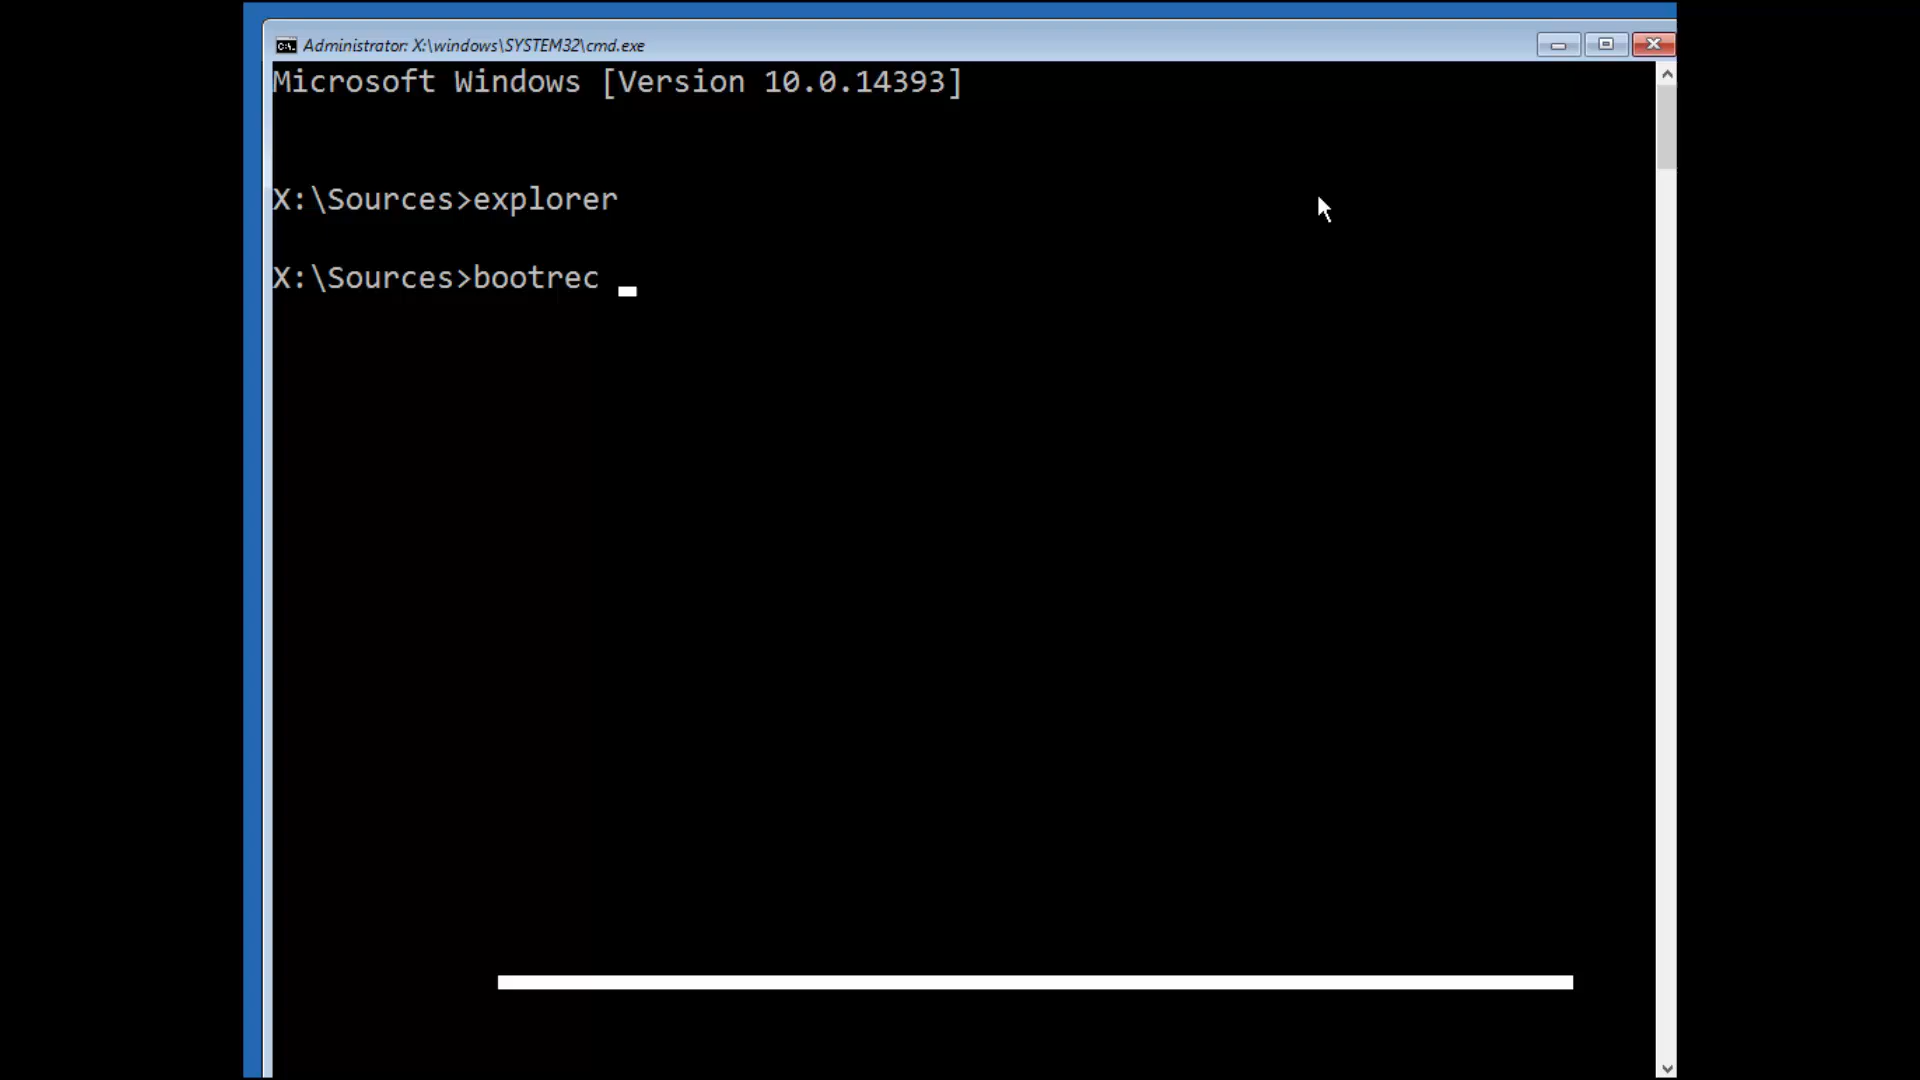 Administrator: X:\windows\SYSTEM32\cmd.exe
Microsoft Windows [Version 10.0.14393]
X:\Sources>explorer
X:\Sources>bootrec